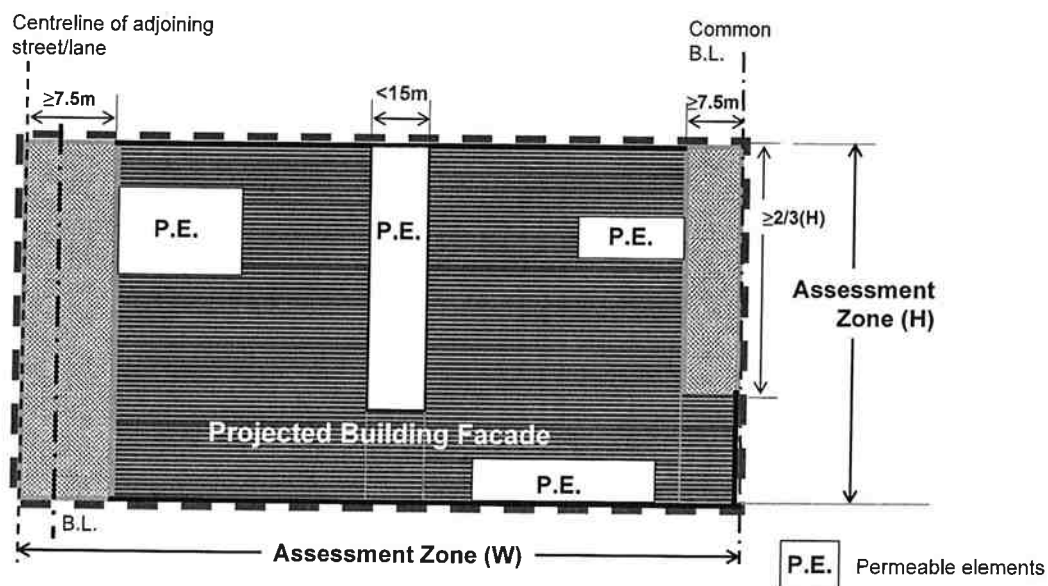 Centreline of adjoining
street/lane
Common
B.L.
≥7.5m
<15m
≥7.5m
P.E.
P.E.
P.E.
≥2/3(H)
Assessment
Zone (H)
Projected Building Facade
P.E.
B.L.
Assessment Zone (W)
P.E. Permeable elements